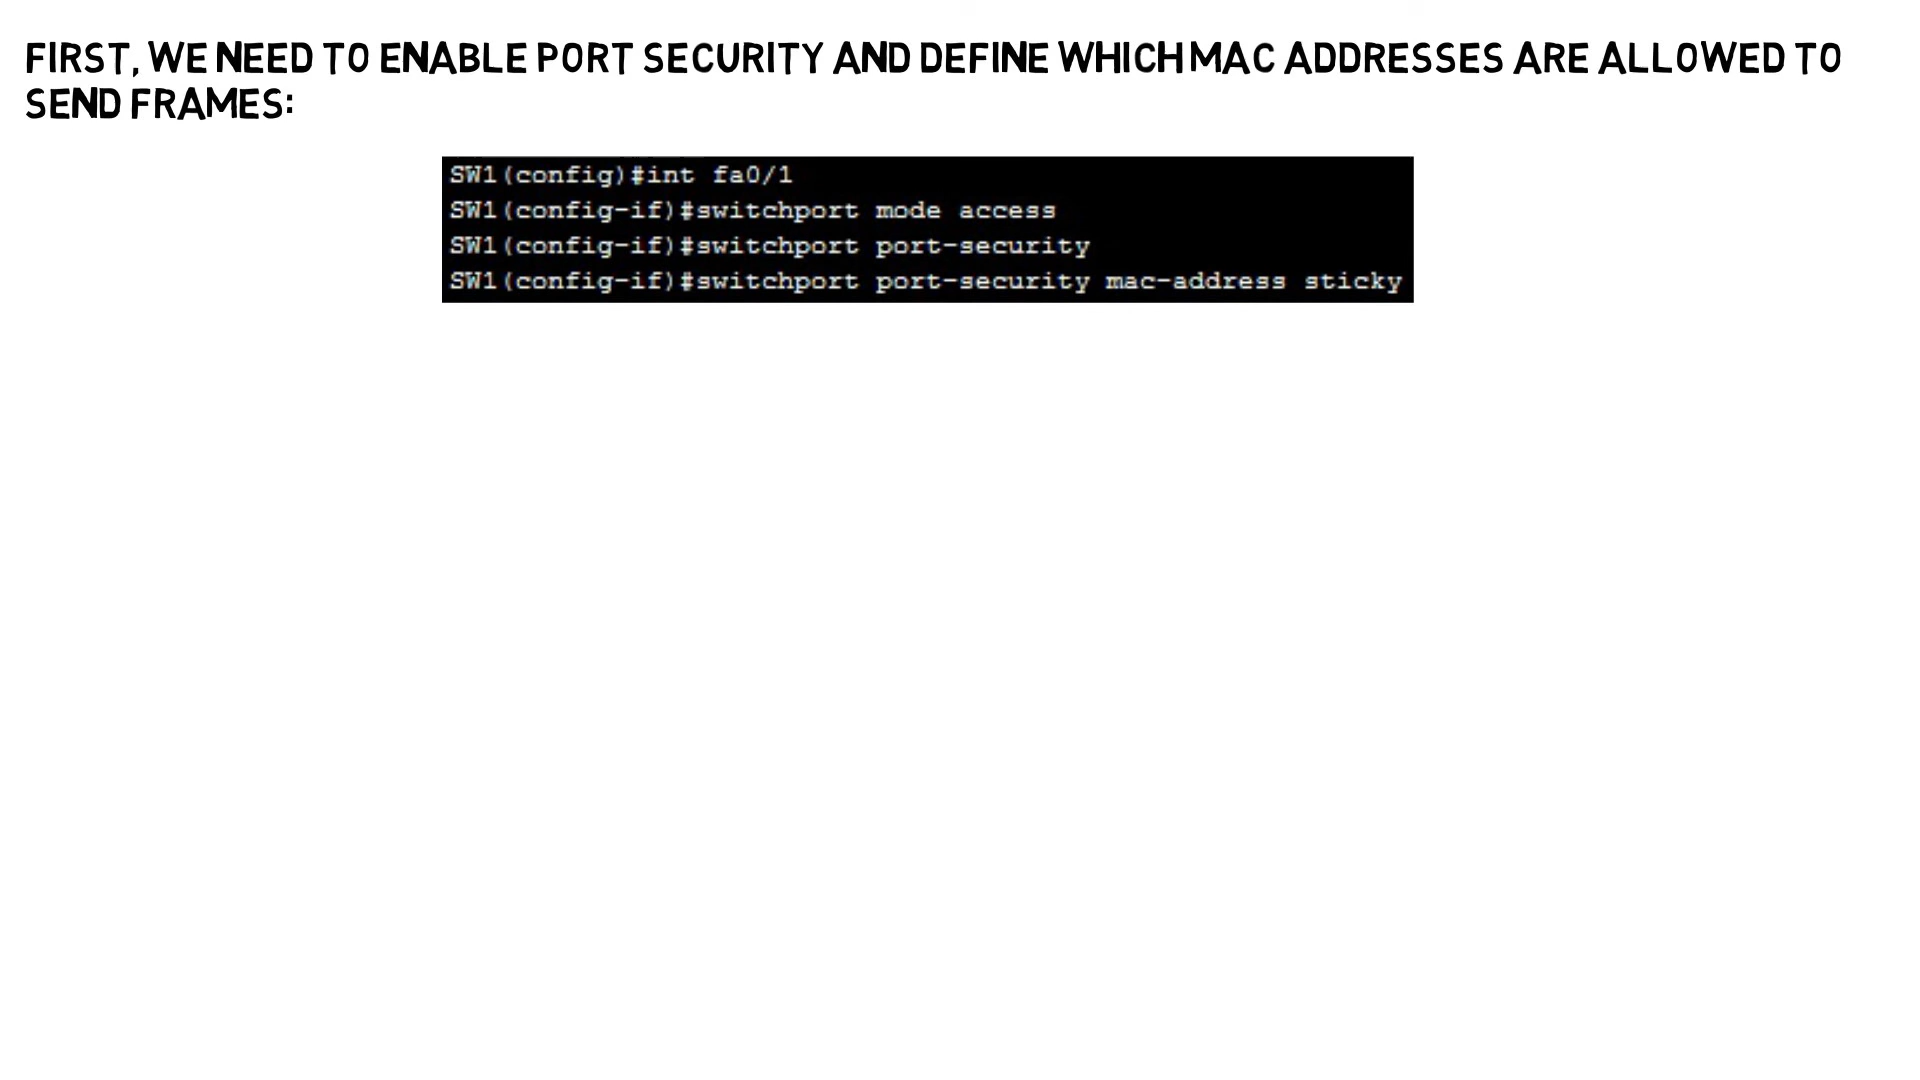 FIRST, WE NEED TO ENABLE PORT SECURITY AND DEFINE WHICH MAC ADDRESSES ARE ALLOWED TO
SEND FRAMES:
SW1(config)#int fa0/1
SW1(config-if)#switchport mode access
SW1(config-if)#switchport port-security
SW1(config-if)#switchport port-security mac-address sticky